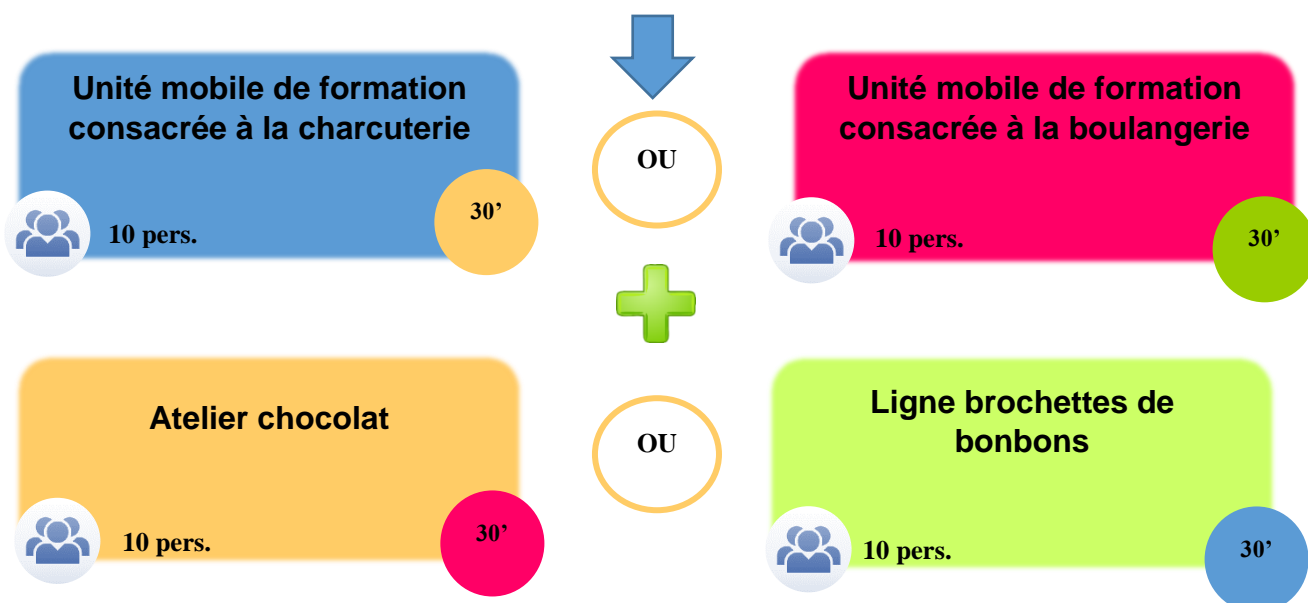 Unité mobile de formation
consacrée à la charcuterie
10 pers.
30’
OU
Unité mobile de formation
consacrée à la boulangerie
10 pers.
30’
Atelier chocolat
10 pers.
30’
OU
Ligne brochettes de
bonbons
10 pers.
30’